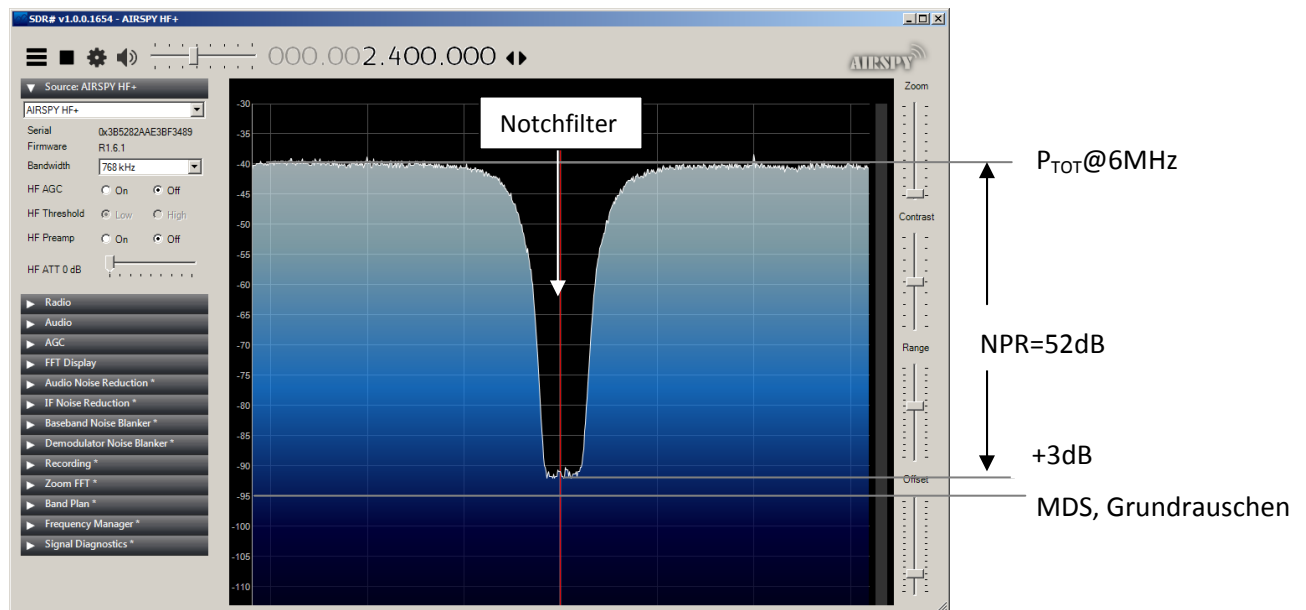 SDR# v1.0.0.1654 - AIRSPY HF+
000.002.400.000
AIRSPY
Source: AIRSPY HF+
AIRSPY HF+
Serial 0x3B5282AAE3BF3489
Firmware R1.6.1
Bandwidth 768 kHz
HF AGC On Off
HF Threshold Low High
HF Preamp On Off
HF ATT 0 dB
Radio
Audio
AGC
FFT Display
Audio Noise Reduction *
IF Noise Reduction *
Baseband Noise Blanker *
Demodulator Noise Blanker *
Recording *
Zoom FFT *
Band Plan *
Frequency Manager *
Signal Diagnostics *
-30
-35
-40
-45
-50
-55
-60
-65
-70
-75
-80
-85
-90
-95
-100
-105
-110
Notchfilter
Zoom
Contrast
Range
Offset
PTOT@6MHz
NPR=52dB
+3dB
MDS, Grundrauschen